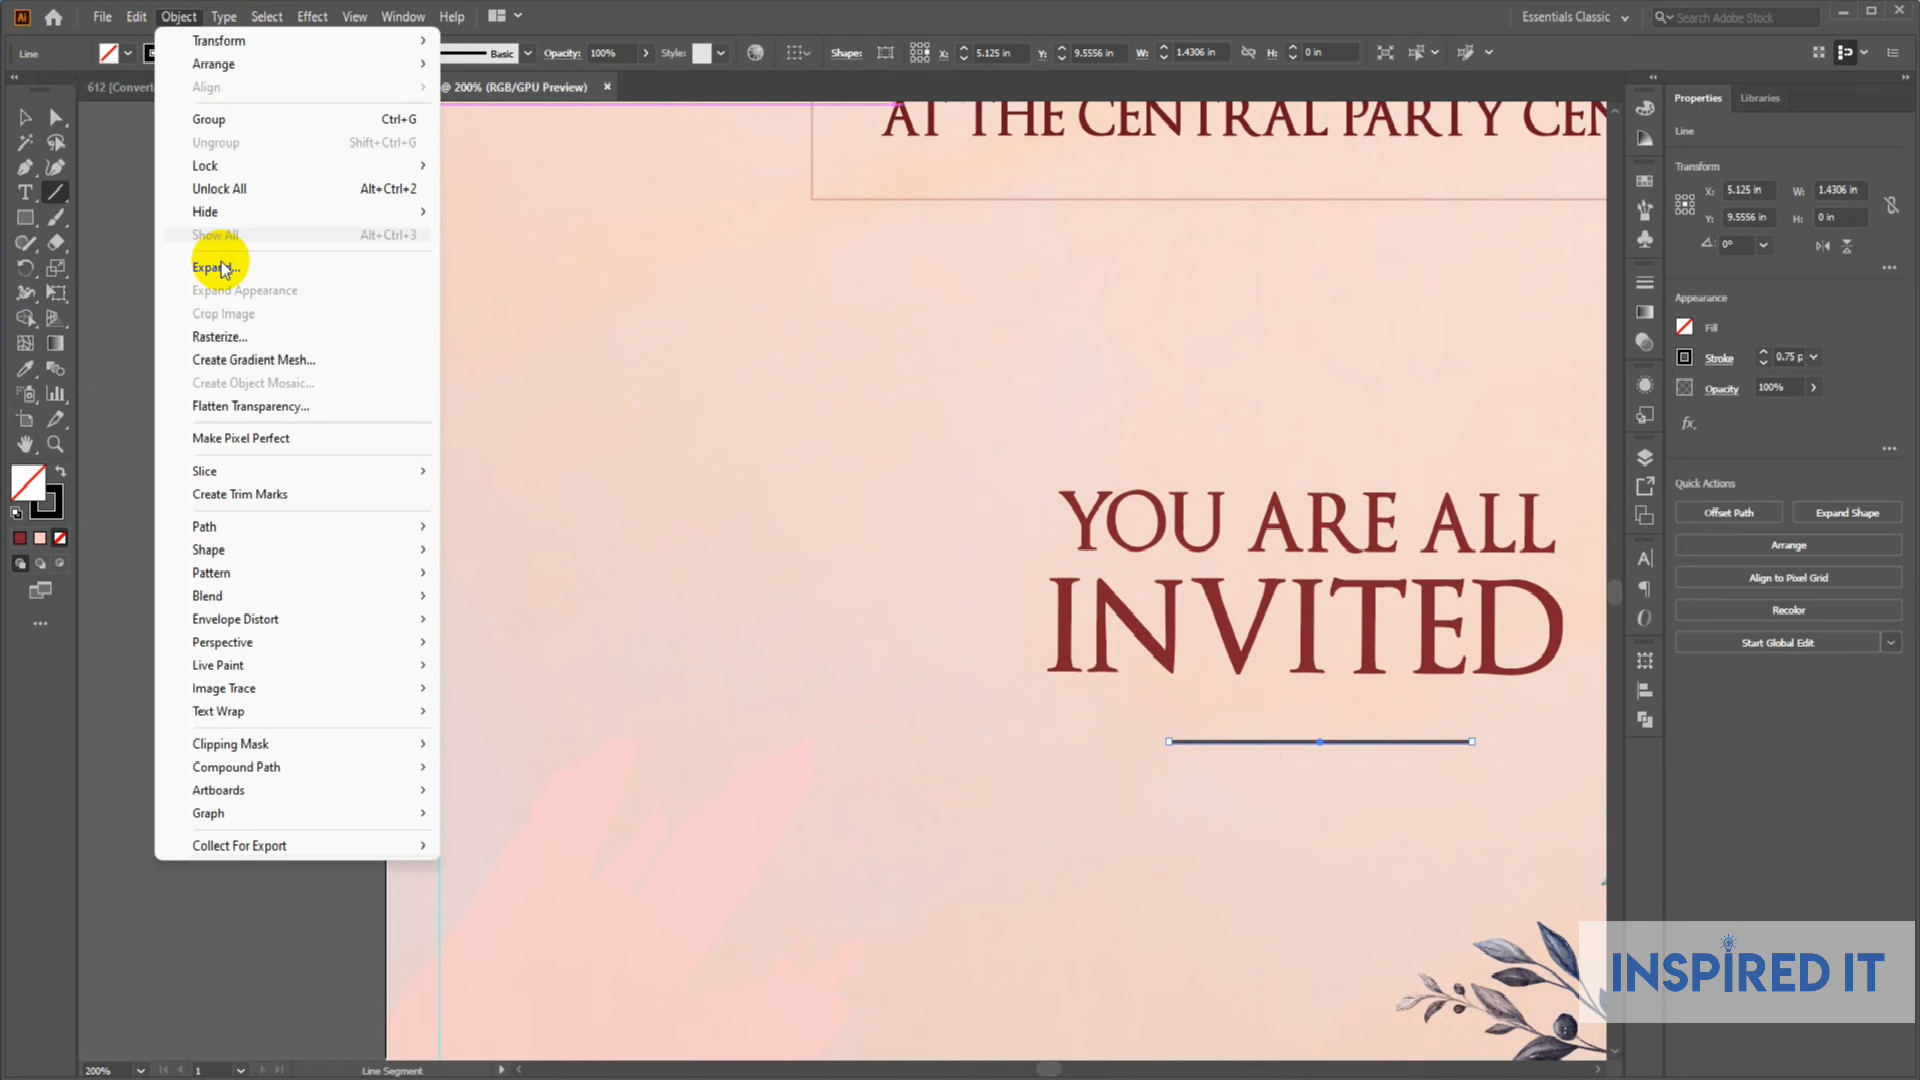 File Edit Object Type Select Effect View Window Help
Essentials Classic
Search Adobe Stock
Line
Basic
Opacity: 100%
Style:
Shape:
X: 5.125 in
Y: 9.5556 in
W: 1.4306 in
H: 0 in
612 [Convert
@ 200% (RGB/GPU Preview)
Transform
Arrange
Align
Group Ctrl+G
Ungroup Shift+Ctrl+G
Lock
Unlock All Alt+Ctrl+2
Hide
Show All Alt+Ctrl+3
Expand...
Expand Appearance
Crop Image
Rasterize...
Create Gradient Mesh...
Create Object Mosaic...
Flatten Transparency...
Make Pixel Perfect
Slice
Create Trim Marks
Path
Shape
Pattern
Blend
Envelope Distort
Perspective
Live Paint
Image Trace
Text Wrap
Clipping Mask
Compound Path
Artboards
Graph
Collect For Export
AT THE CENTRAL PARTY CEN
YOU ARE ALL
INVITED
Properties Libraries
Line
Transform
X: 5.125 in W: 1.4306 in
Y: 9.5556 in H: 0 in
0°
Appearance
Fill
Stroke 0.75 p
Opacity 100%
fx.
Quick Actions
Offset Path Expand Shape
Arrange
Align to Pixel Grid
Recolor
Start Global Edit
INSPIRED IT
200% 1 Line Segment